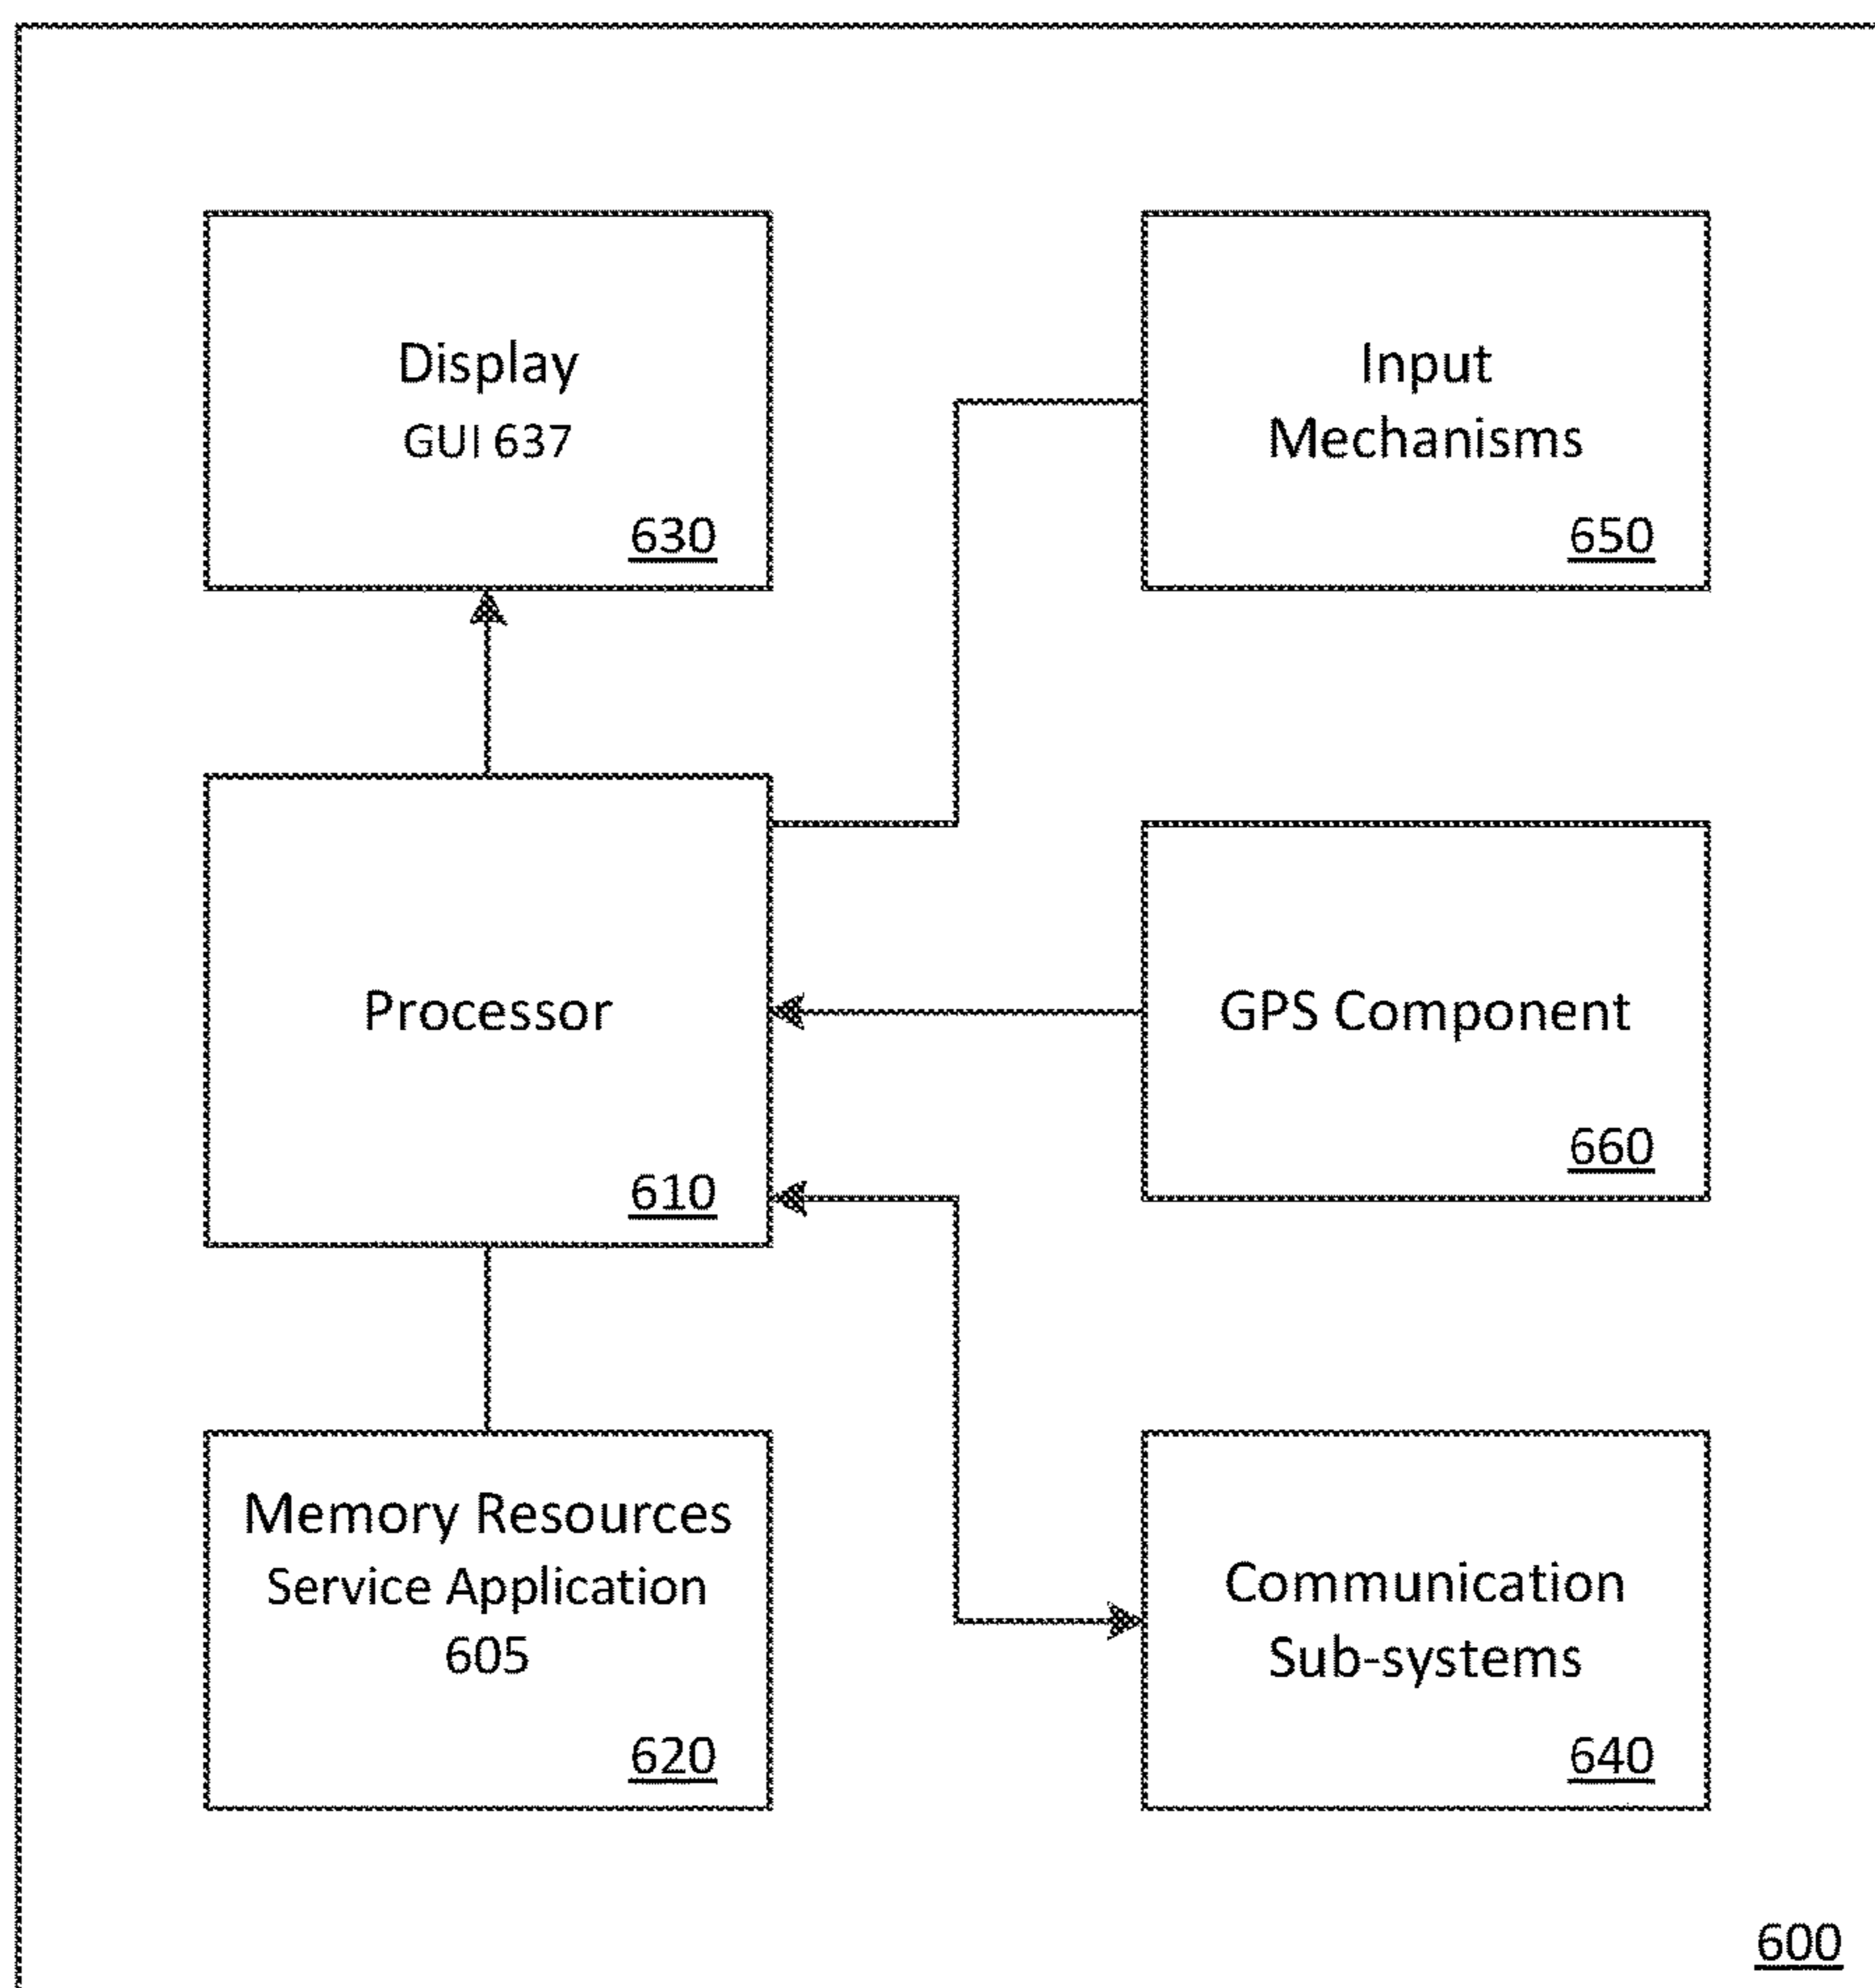 Display
GUI 637
630
Input
Mechanisms
650
Processor
610
GPS Component
660
Memory Resources
Service Application
605
620
Communication
Sub-systems
640
600